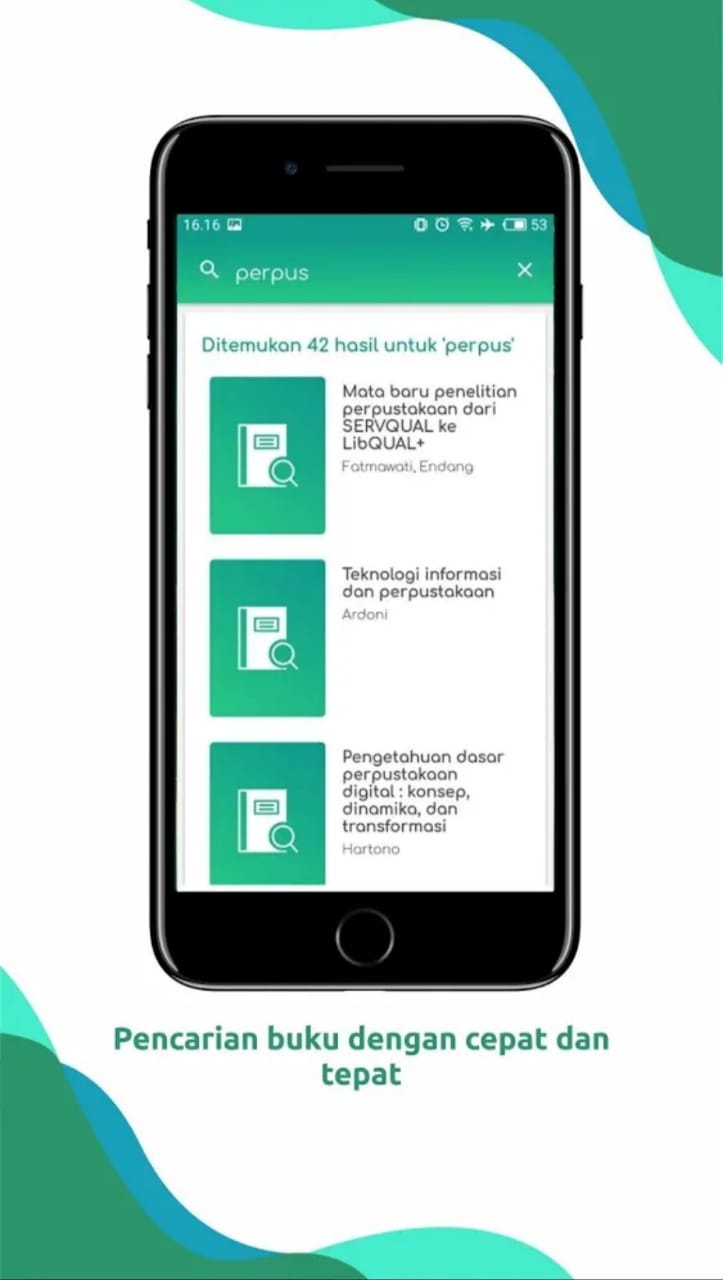 16.16
53
perpus
Ditemukan 42 hasil untuk 'perpus'
Mata baru penelitian
perpustakaan dari
SERVQUAL ke
LibQUAL+
Fatmawati, Endang
Teknologi informasi
dan perpustakaan
Ardoni
Pengetahuan dasar
perpustakaan
digital : konsep,
dinamika, dan
transformasi
Hartono
Pencarian buku dengan cepat dan
tepat